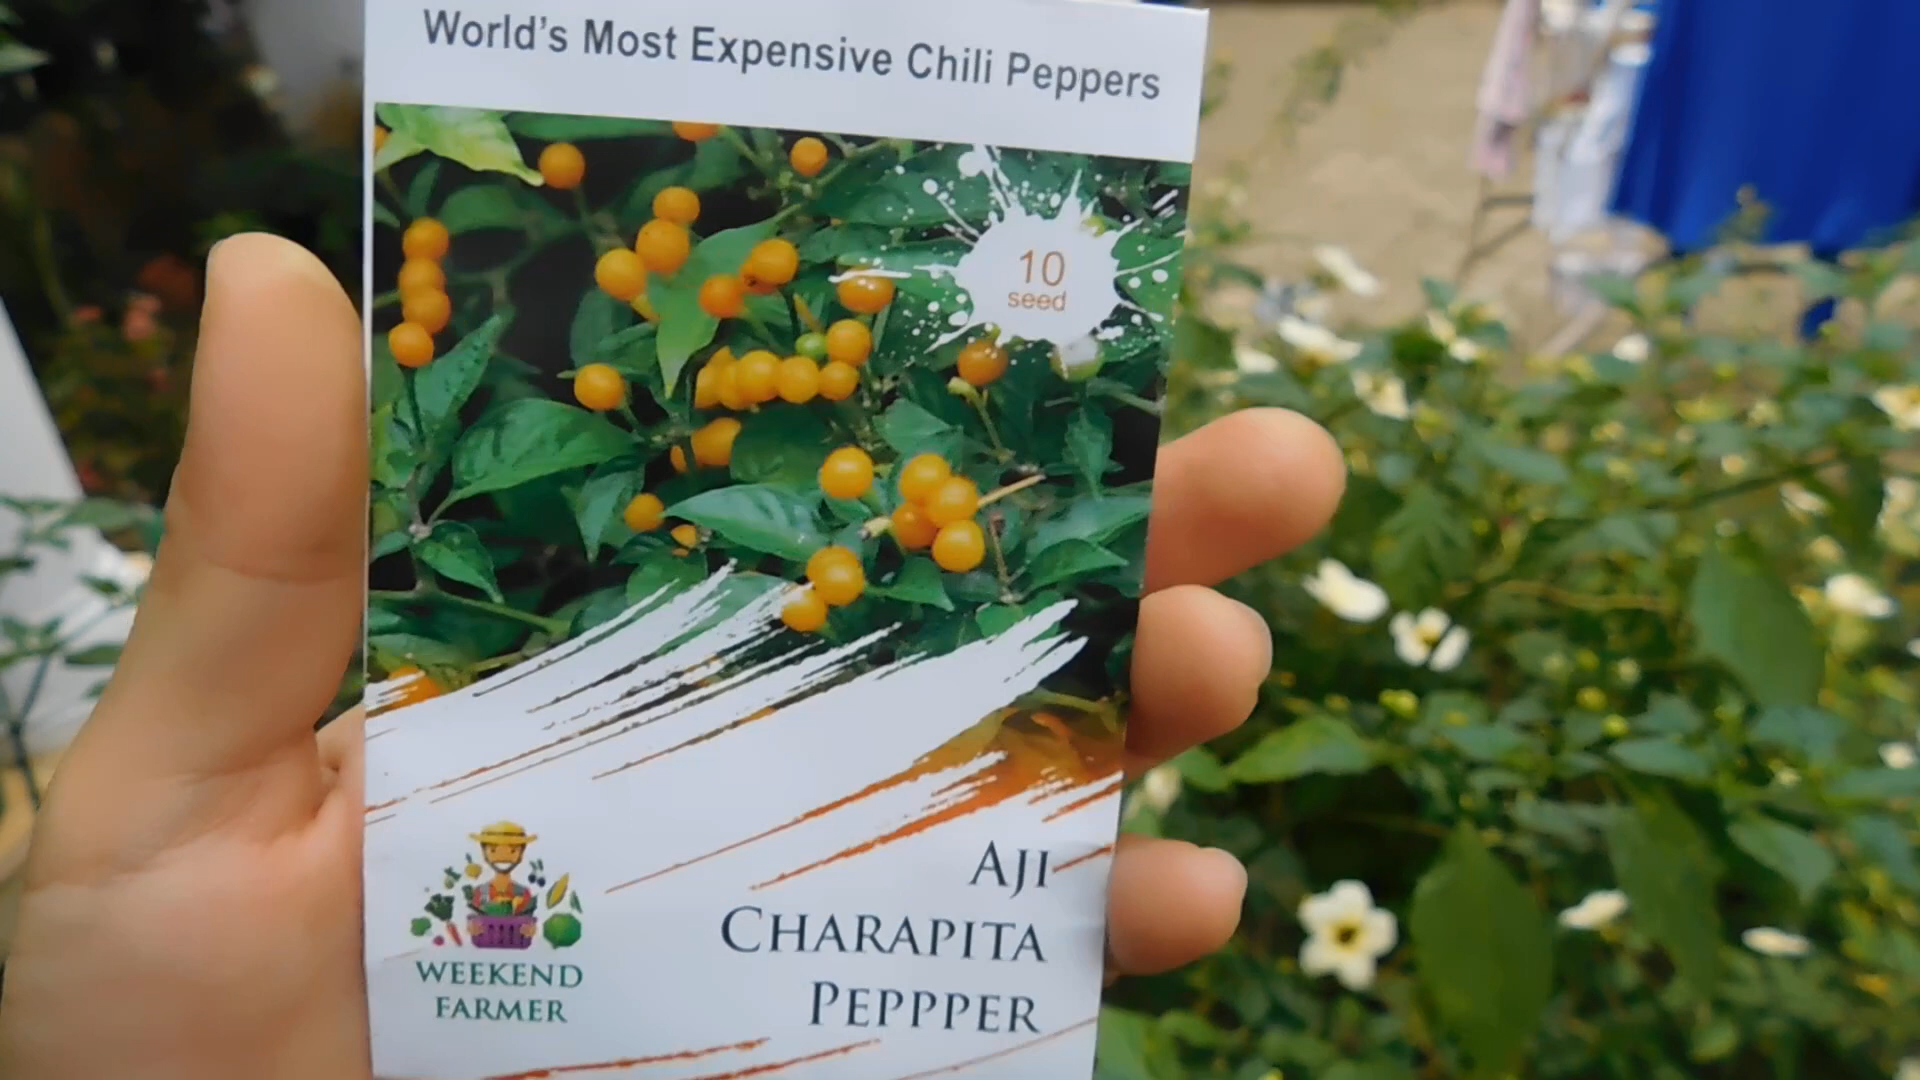 World's Most Expensive Chili Peppers
10
seed
AJI
CHARAPITA
PEPPPER
WEEKEND
FARMER